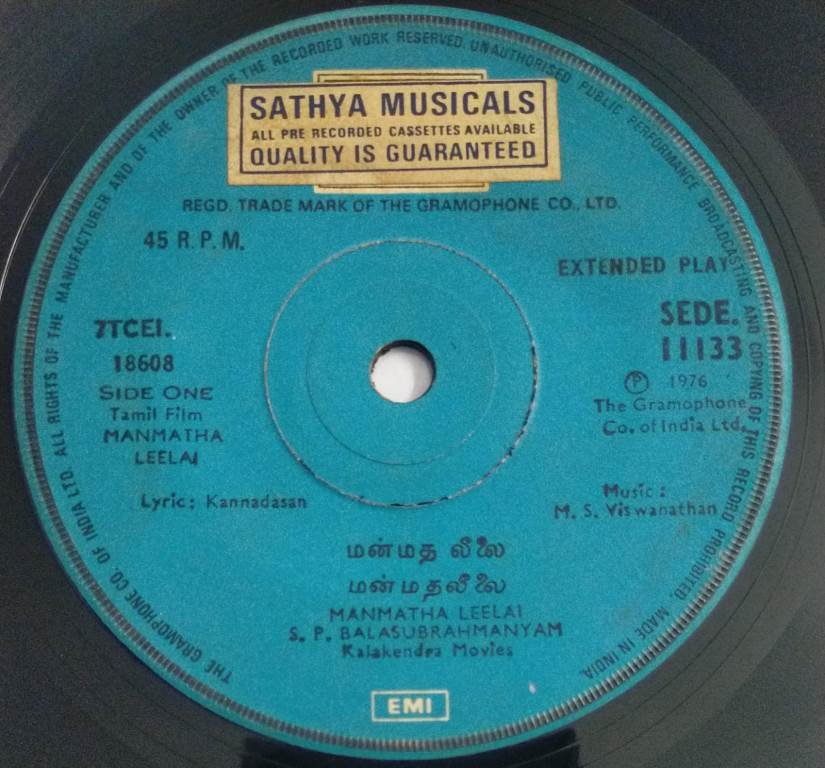 THE GRAMOPHONE CO. OF INDIA LTD. ALL RIGHTS OF THE MANUFACTURER AND OF THE OWNER OF THE RECORDED WORK RESERVED. UNAUTHORISED PUBLIC PERFORMANCE BROADCASTING AND COPYING OF THIS RECORD PROHIBITED. MADE IN INDIA.
SATHYA MUSICALS
ALL PRE RECORDED CASSETTES AVAILABLE
QUALITY IS GUARANTEED
REGD. TRADE MARK OF THE GRAMOPHONE CO., LTD.
45 R.P.M.
EXTENDED PLAY
7TCEI.
18608
SIDE ONE
Tamil Film
MANMATHA
LEELAI
SEDE.
11133
Ⓟ 1976
The Gramophone
Co. of India Ltd.
Lyric: Kannadasan
Music:
M. S. Viswanathan
மன்மத லீலை
மன்மதலீலை
MANMATHA LEELAI
S. P. BALASUBRAHMANYAM
Kalakendra Movies
EMI